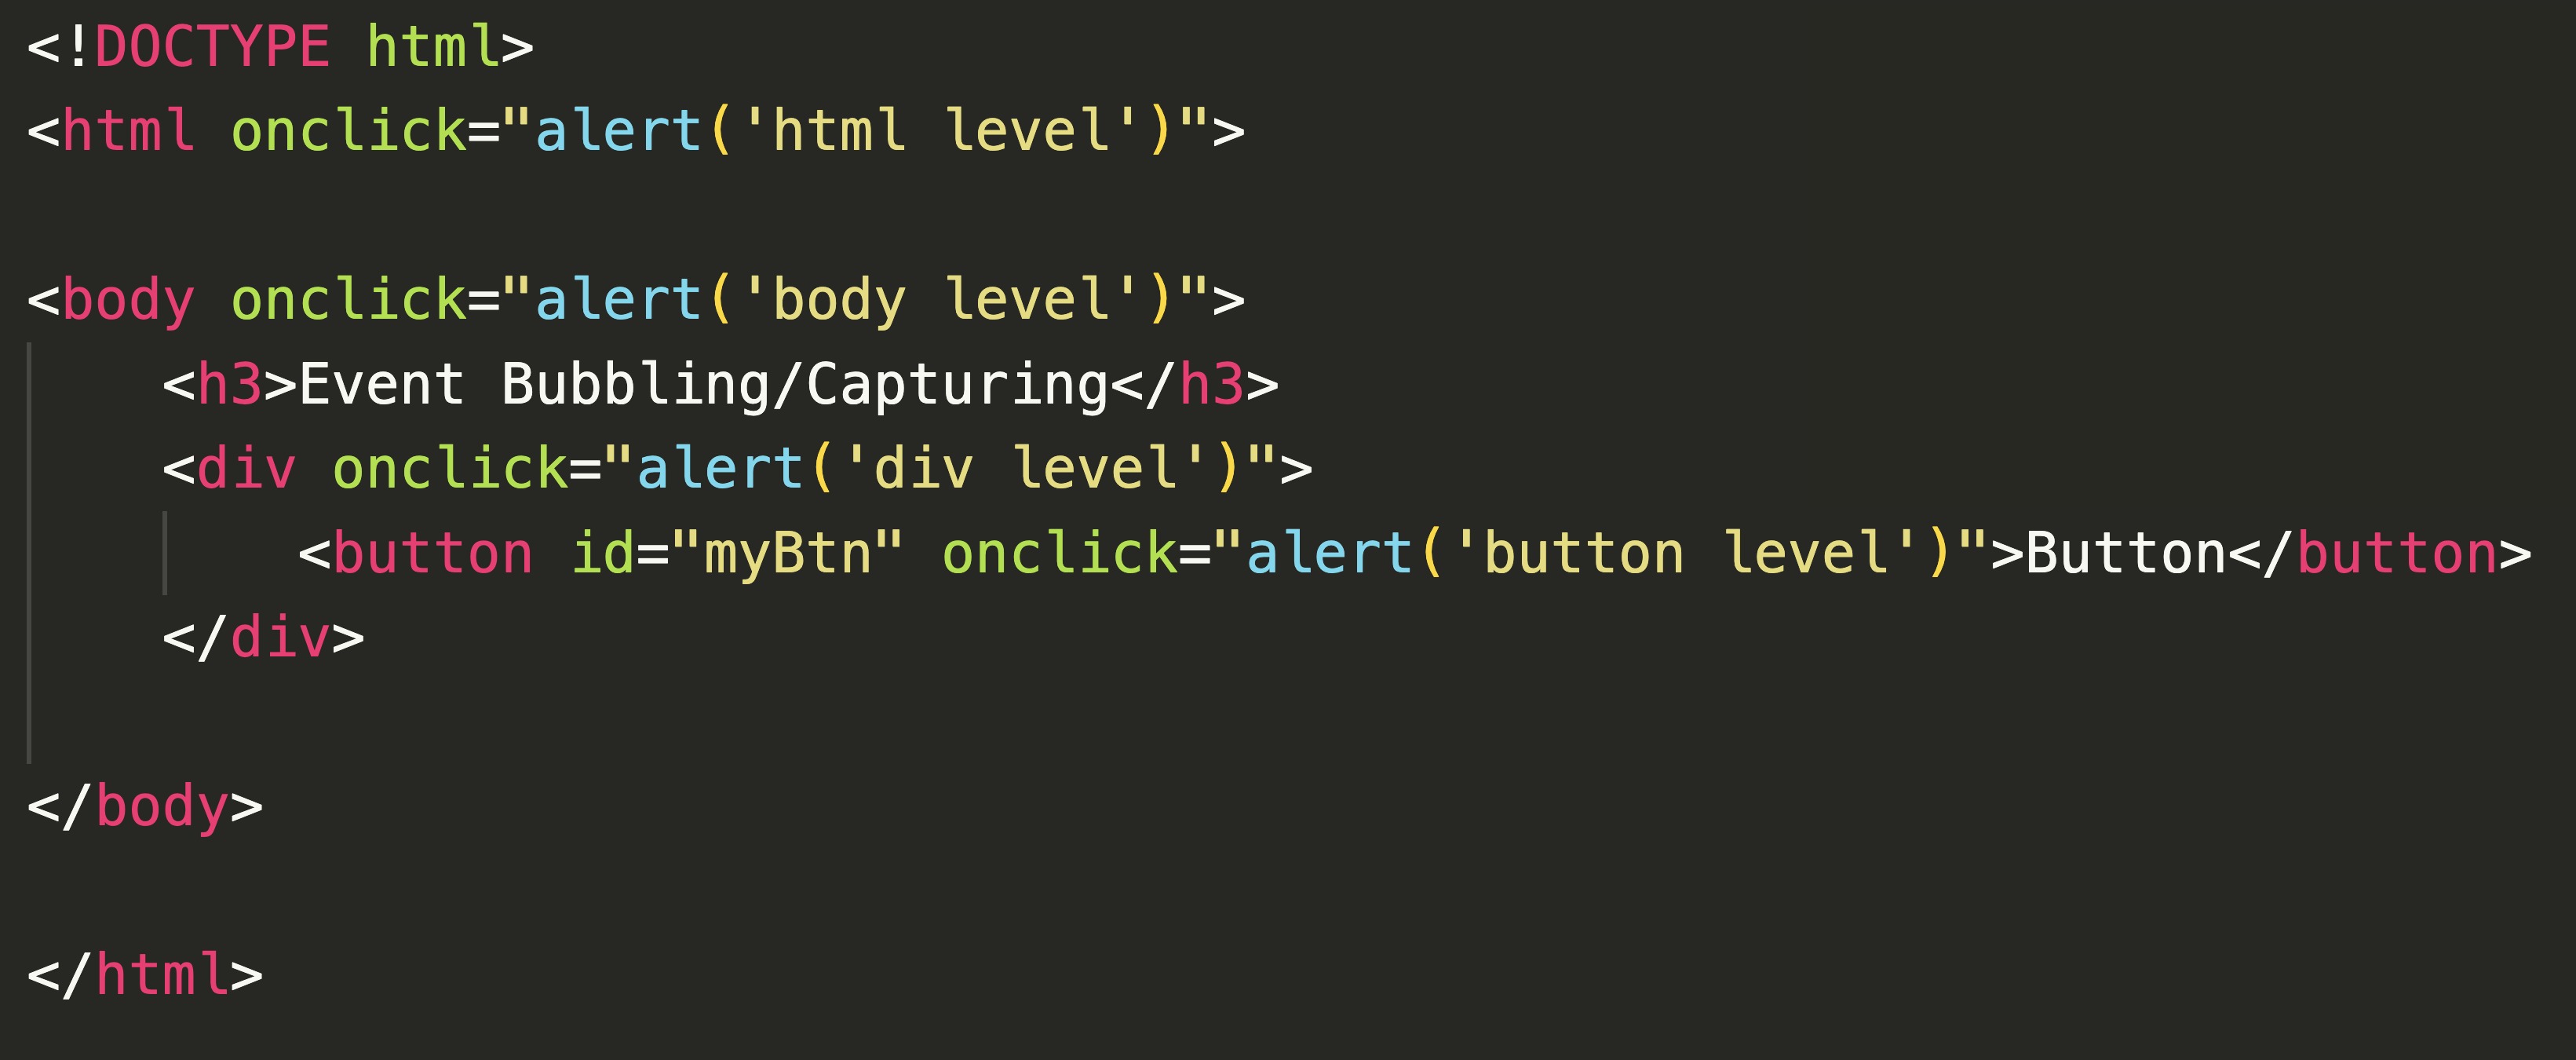 <!DOCTYPE html>
<html onclick="alert('html level')">
<body onclick="alert('body level')">
<h3>Event Bubbling/Capturing</h3>
<div onclick="alert('div level')">
<button id="myBtn" onclick="alert('button level')">Button</button>
</div>
</body>
</html>